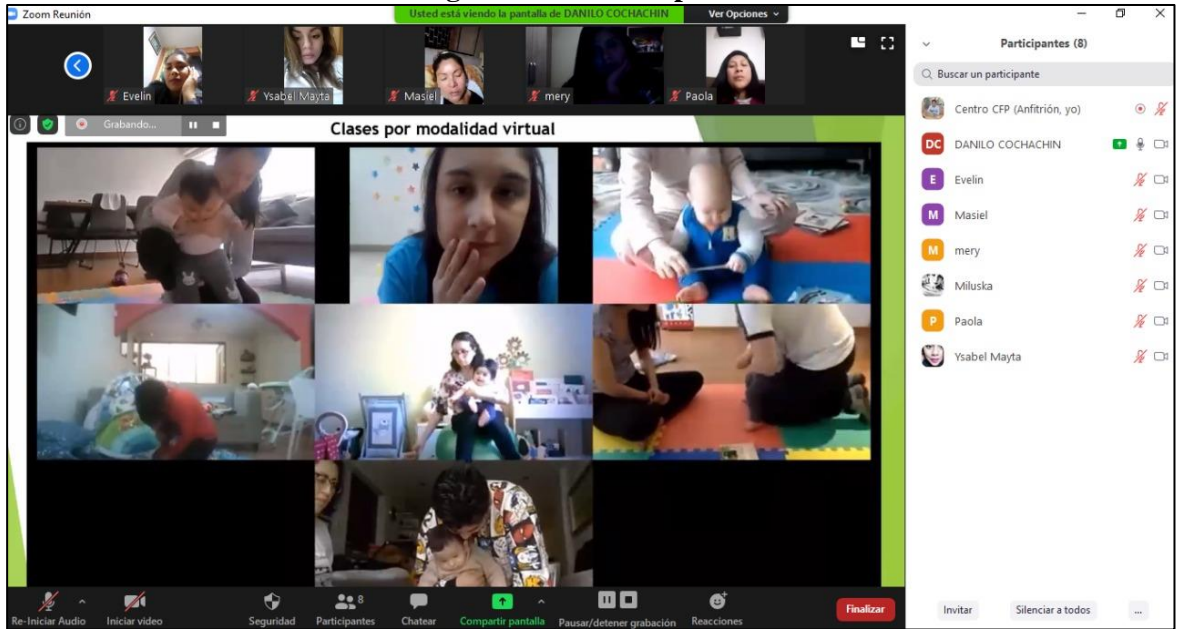 Zoom Reunión
Usted está viendo la pantalla de DANILO COCHACHIN
Ver Opciones
Evelin
Ysabel Mayta
Masiel
mery
Paola
Grabando...
Clases por modalidad virtual
Re-Iniciar Audio
Iniciar video
Seguridad
Participantes
8
Chatear
Compartir pantalla
Pausar/detener grabación
Reacciones
Finalizar
Participantes (8)
Buscar un participante
Centro CFP (Anfitrión, yo)
DC DANILO COCHACHIN
E Evelin
M Masiel
M mery
Miluska
P Paola
Ysabel Mayta
Invitar
Silenciar a todos
...